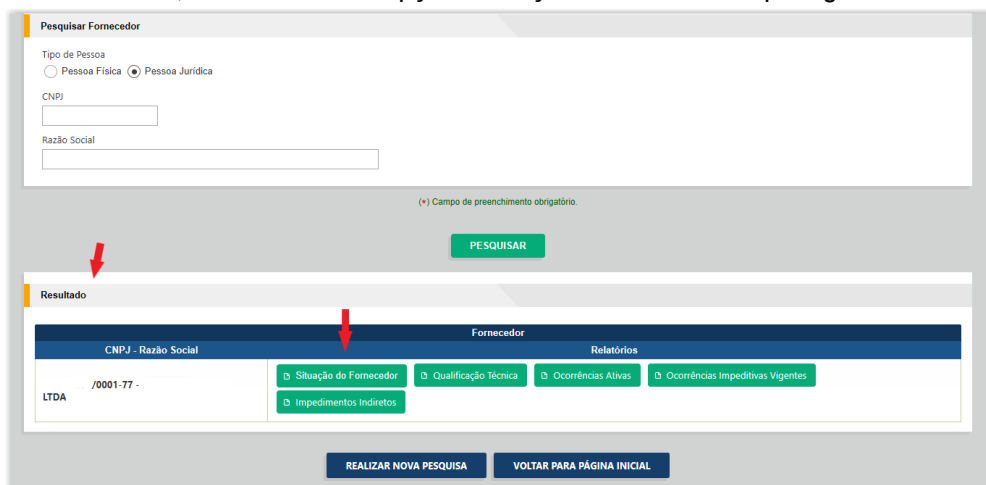 Pesquisar Fornecedor
Tipo de Pessoa
Pessoa Física Pessoa Jurídica
CNPJ
Razão Social
(*) Campo de preenchimento obrigatório.
PESQUISAR
Resultado
Fornecedor
CNPJ - Razão Social Relatórios
/0001-77 -
LTDA
Situação do Fornecedor Qualificação Técnica Ocorrências Ativas Ocorrências Impeditivas Vigentes
Impedimentos Indiretos
REALIZAR NOVA PESQUISA VOLTAR PARA PÁGINA INICIAL